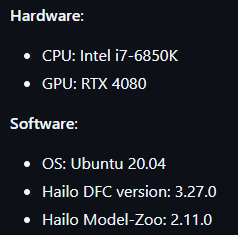 Hardware:
• CPU: Intel i7-6850K
• GPU: RTX 4080
Software:
• OS: Ubuntu 20.04
• Hailo DFC version: 3.27.0
• Hailo Model-Zoo: 2.11.0